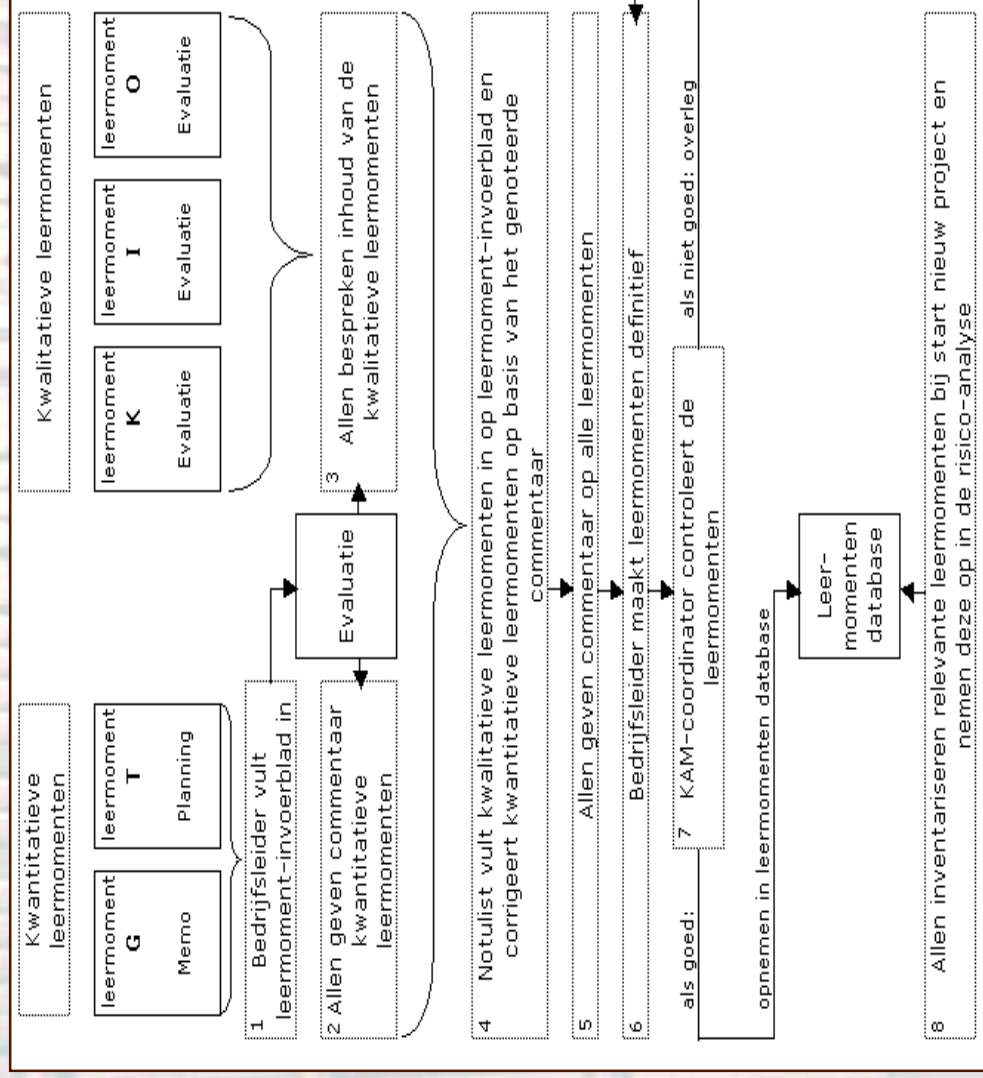 Kwantitatieve
leermomenten
Kwalitatieve leermomenten
leermoment
G
Memo
leermoment
T
Planning
leermoment
K
Evaluatie
leermoment
I
Evaluatie
leermoment
O
Evaluatie
1 Bedrijfsleider vult
leermoment-invoerblad in
Evaluatie
2 Allen geven commentaar
kwantitatieve
leermomenten
3 Allen bespreken inhoud van de
kwalitatieve leermomenten
4 Notulist vult kwalitatieve leermomenten in op leermoment-invoerblad en
corrigeert kwantitatieve leermomenten op basis van het genoteerde
commentaar
5 Allen geven commentaar op alle leermomenten
6 Bedrijfsleider maakt leermomenten definitief
7 KAM-coordinator controleert de
leermomenten
als goed:
als niet goed: overleg
opnemen in leermomenten database
Leer-
momenten
database
8 Allen inventariseren relevante leermomenten bij start nieuw project en
nemen deze op in de risico-analyse